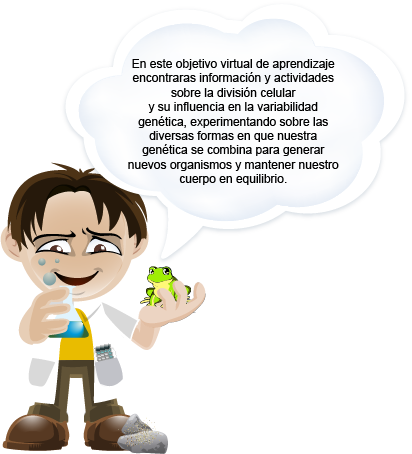 En este objetivo virtual de aprendizaje
encontraras información y actividades
sobre la división celular
y su influencia en la variabilidad
genética, experimentando sobre las
diversas formas en que nuestra
genética se combina para generar
nuevos organismos y mantener nuestro
cuerpo en equilibrio.